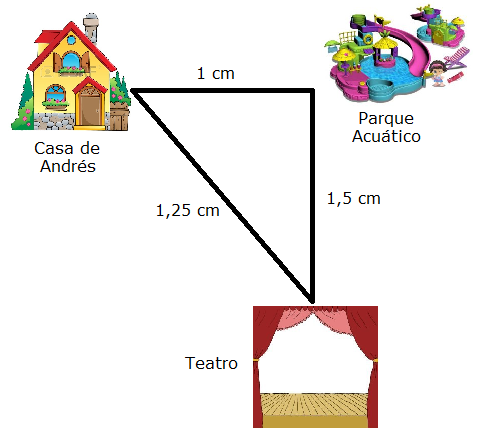 1 cm
Parque
Acuático
Casa de
Andrés
1,25 cm
1,5 cm
Teatro